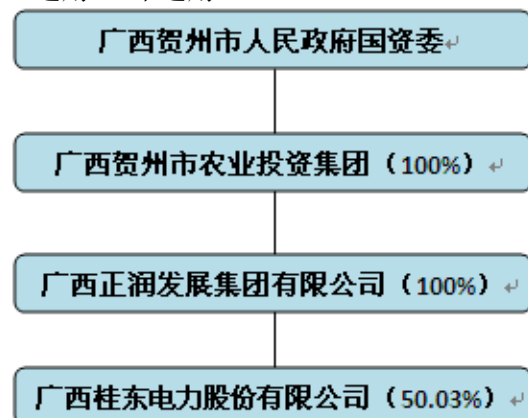 广西贺州市人民政府国资委
广西贺州市农业投资集团（100%）
广西正润发展集团有限公司（100%）
广西桂东电力股份有限公司（50.03%）